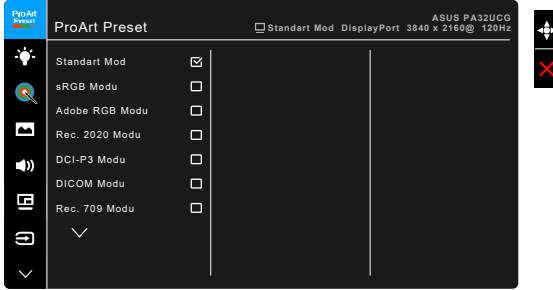 ProArt
Preset
ProArt Preset
ASUS PA32UCG
Standart Mod DisplayPort 3840 x 2160@ 120Hz
Standart Mod
sRGB Modu
Adobe RGB Modu
Rec. 2020 Modu
DCI-P3 Modu
DICOM Modu
Rec. 709 Modu